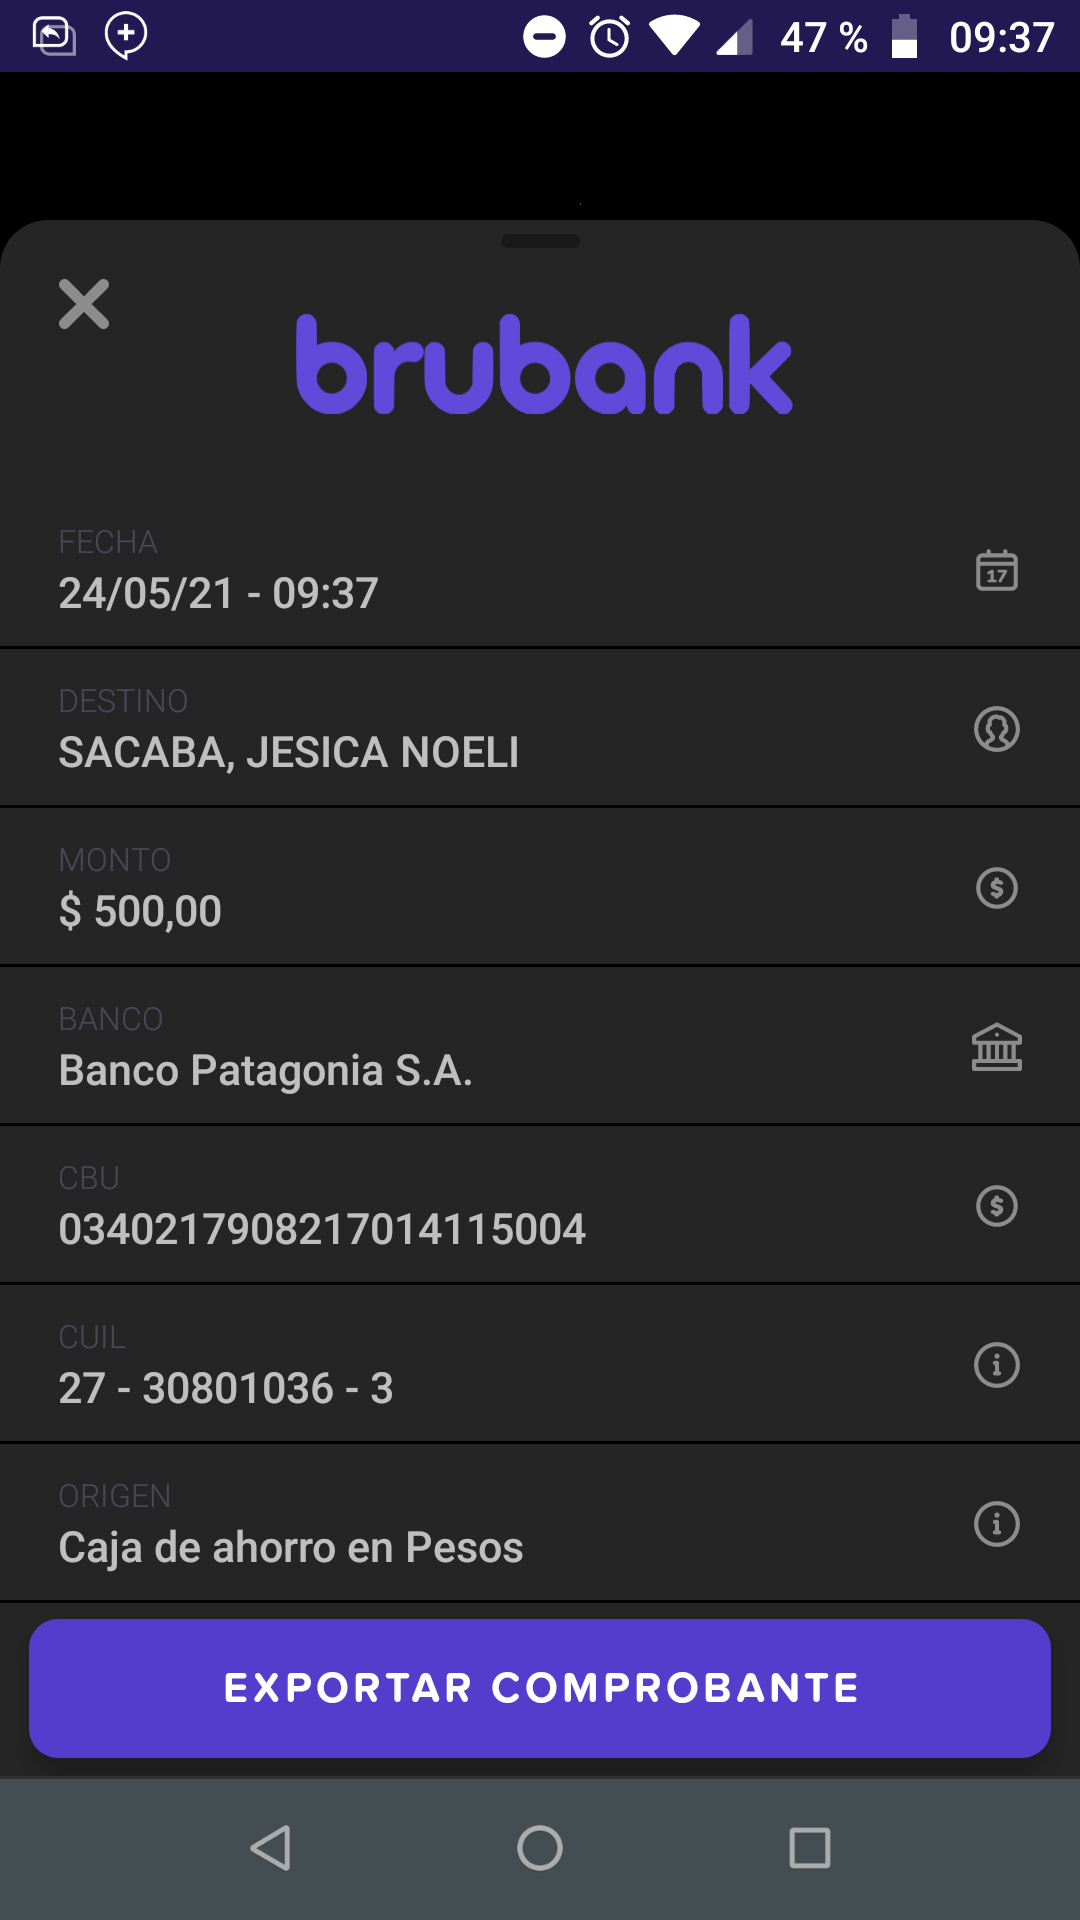 47 % 09:37
brubank
FECHA
24/05/21 - 09:37
17
DESTINO
SACABA, JESICA NOELI
MONTO
$ 500,00
$
BANCO
Banco Patagonia S.A.
CBU
0340217908217014115004
$
CUIL
27 - 30801036 - 3
i
ORIGEN
Caja de ahorro en Pesos
i
EXPORTAR COMPROBANTE